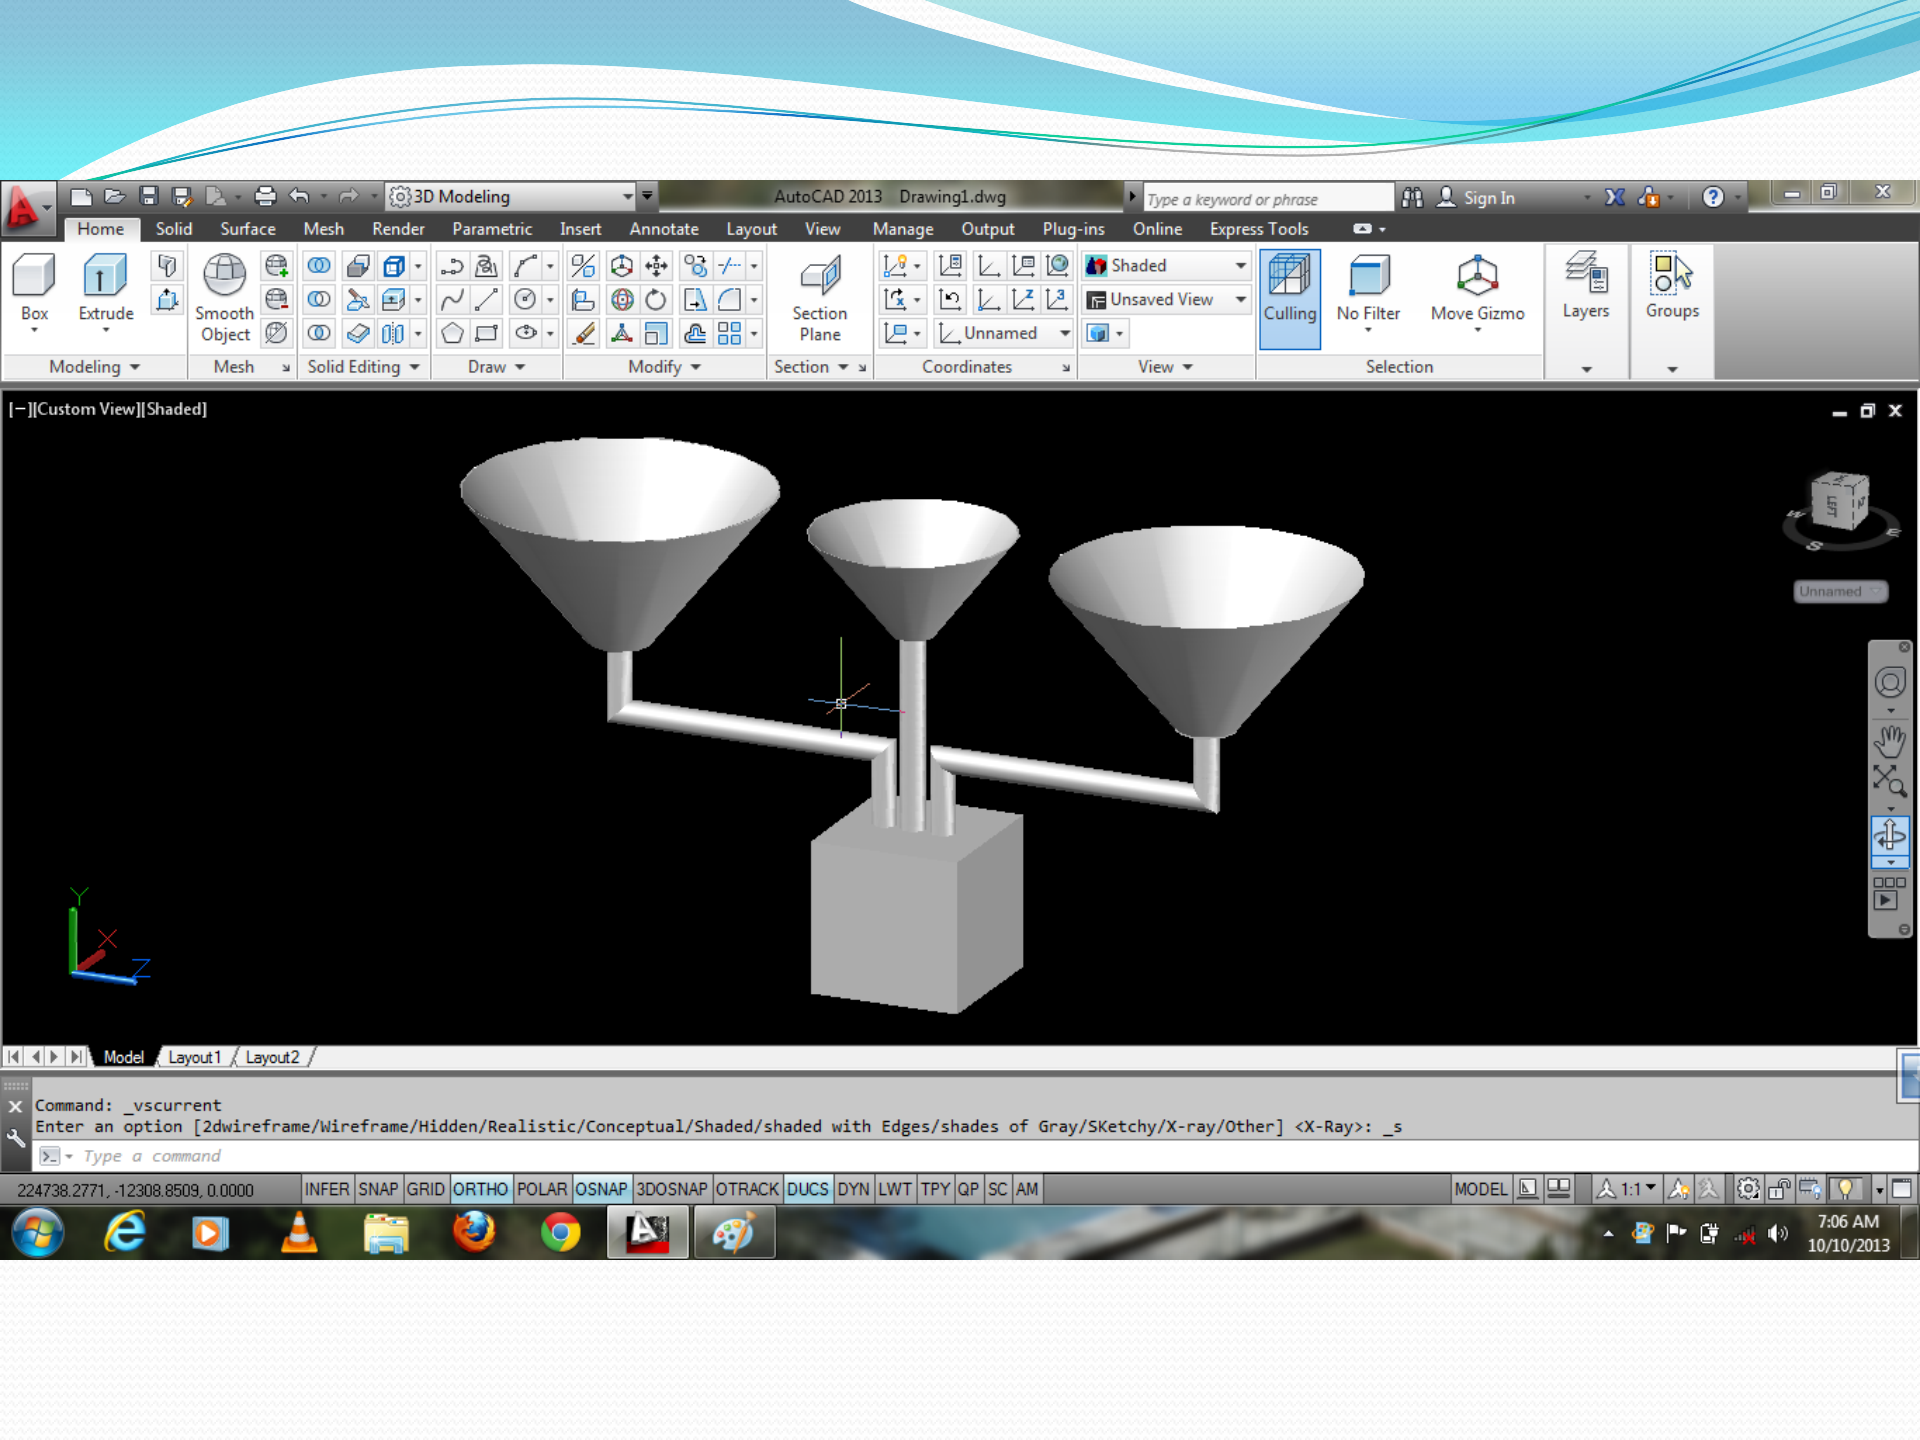 3D Modeling
AutoCAD 2013 Drawing1.dwg
Type a keyword or phrase
Sign In
Home Solid Surface Mesh Render Parametric Insert Annotate Layout View Manage Output Plug-ins Online Express Tools
Box
Extrude
Smooth
Object
Section
Plane
Unnamed
Shaded
Unsaved View
Culling
No Filter
Move Gizmo
Layers
Groups
Modeling
Mesh
Solid Editing
Draw
Modify
Section
Coordinates
View
Selection
[−][Custom View][Shaded]
LEFT
W
S
E
Unnamed
Y
X
Z
Model Layout1 Layout2
Command: _vscurrent
Enter an option [2dwireframe/Wireframe/Hidden/Realistic/Conceptual/Shaded/shaded with Edges/shades of Gray/SKetchy/X-ray/Other] <X-Ray>: _s
Type a command
224738.2771, -12308.8509, 0.0000
INFER SNAP GRID ORTHO POLAR OSNAP 3DOSNAP OTRACK DUCS DYN LWT TPY QP SC AM
MODEL
1:1
7:06 AM
10/10/2013